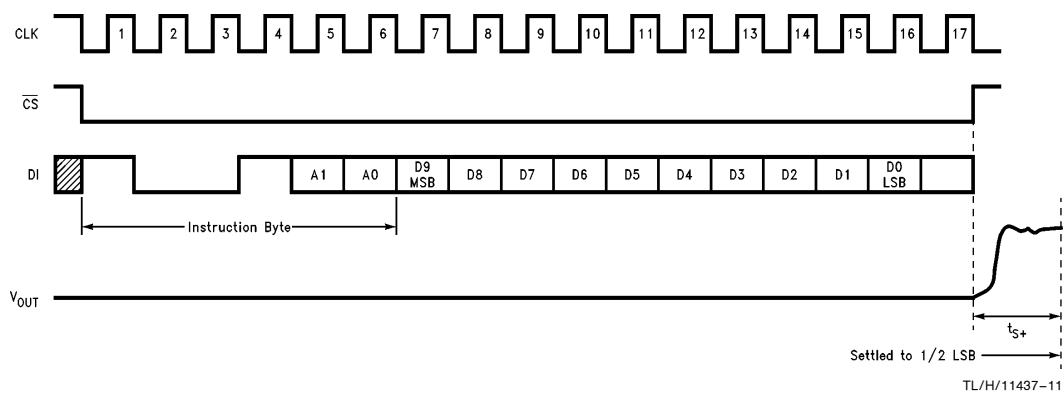 CLK 1 2 3 4 5 6 7 8 9 10 11 12 13 14 15 16 17
CS
DI A1 A0 D9 MSB D8 D7 D6 D5 D4 D3 D2 D1 D0 LSB
Instruction Byte
VOUT
tS+
Settled to 1/2 LSB
TL/H/11437-11